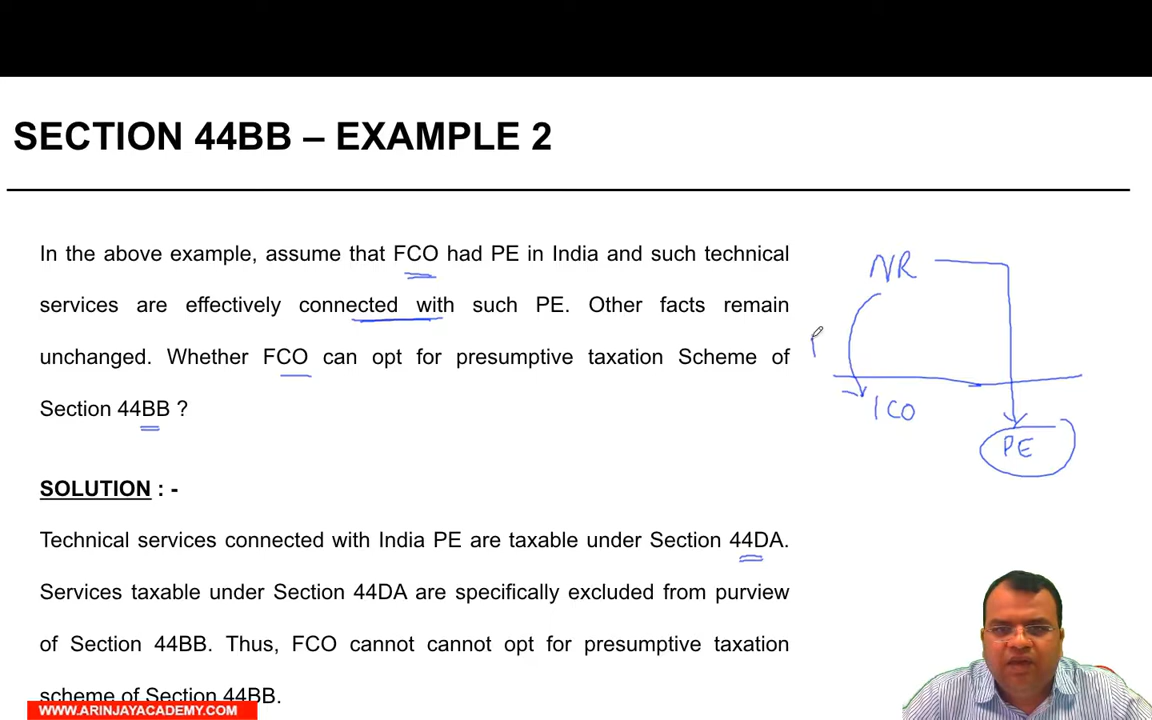 SECTION 44BB – EXAMPLE 2
In the above example, assume that FCO had PE in India and such technical
services are effectively connected with such PE. Other facts remain
unchanged. Whether FCO can opt for presumptive taxation Scheme of
Section 44BB ?
SOLUTION : -
Technical services connected with India PE are taxable under Section 44DA.
Services taxable under Section 44DA are specifically excluded from purview
of Section 44BB. Thus, FCO cannot cannot opt for presumptive taxation
scheme of Section 44BB.
NR
ICO
PE
WWW.ARINJAYACADEMY.COM